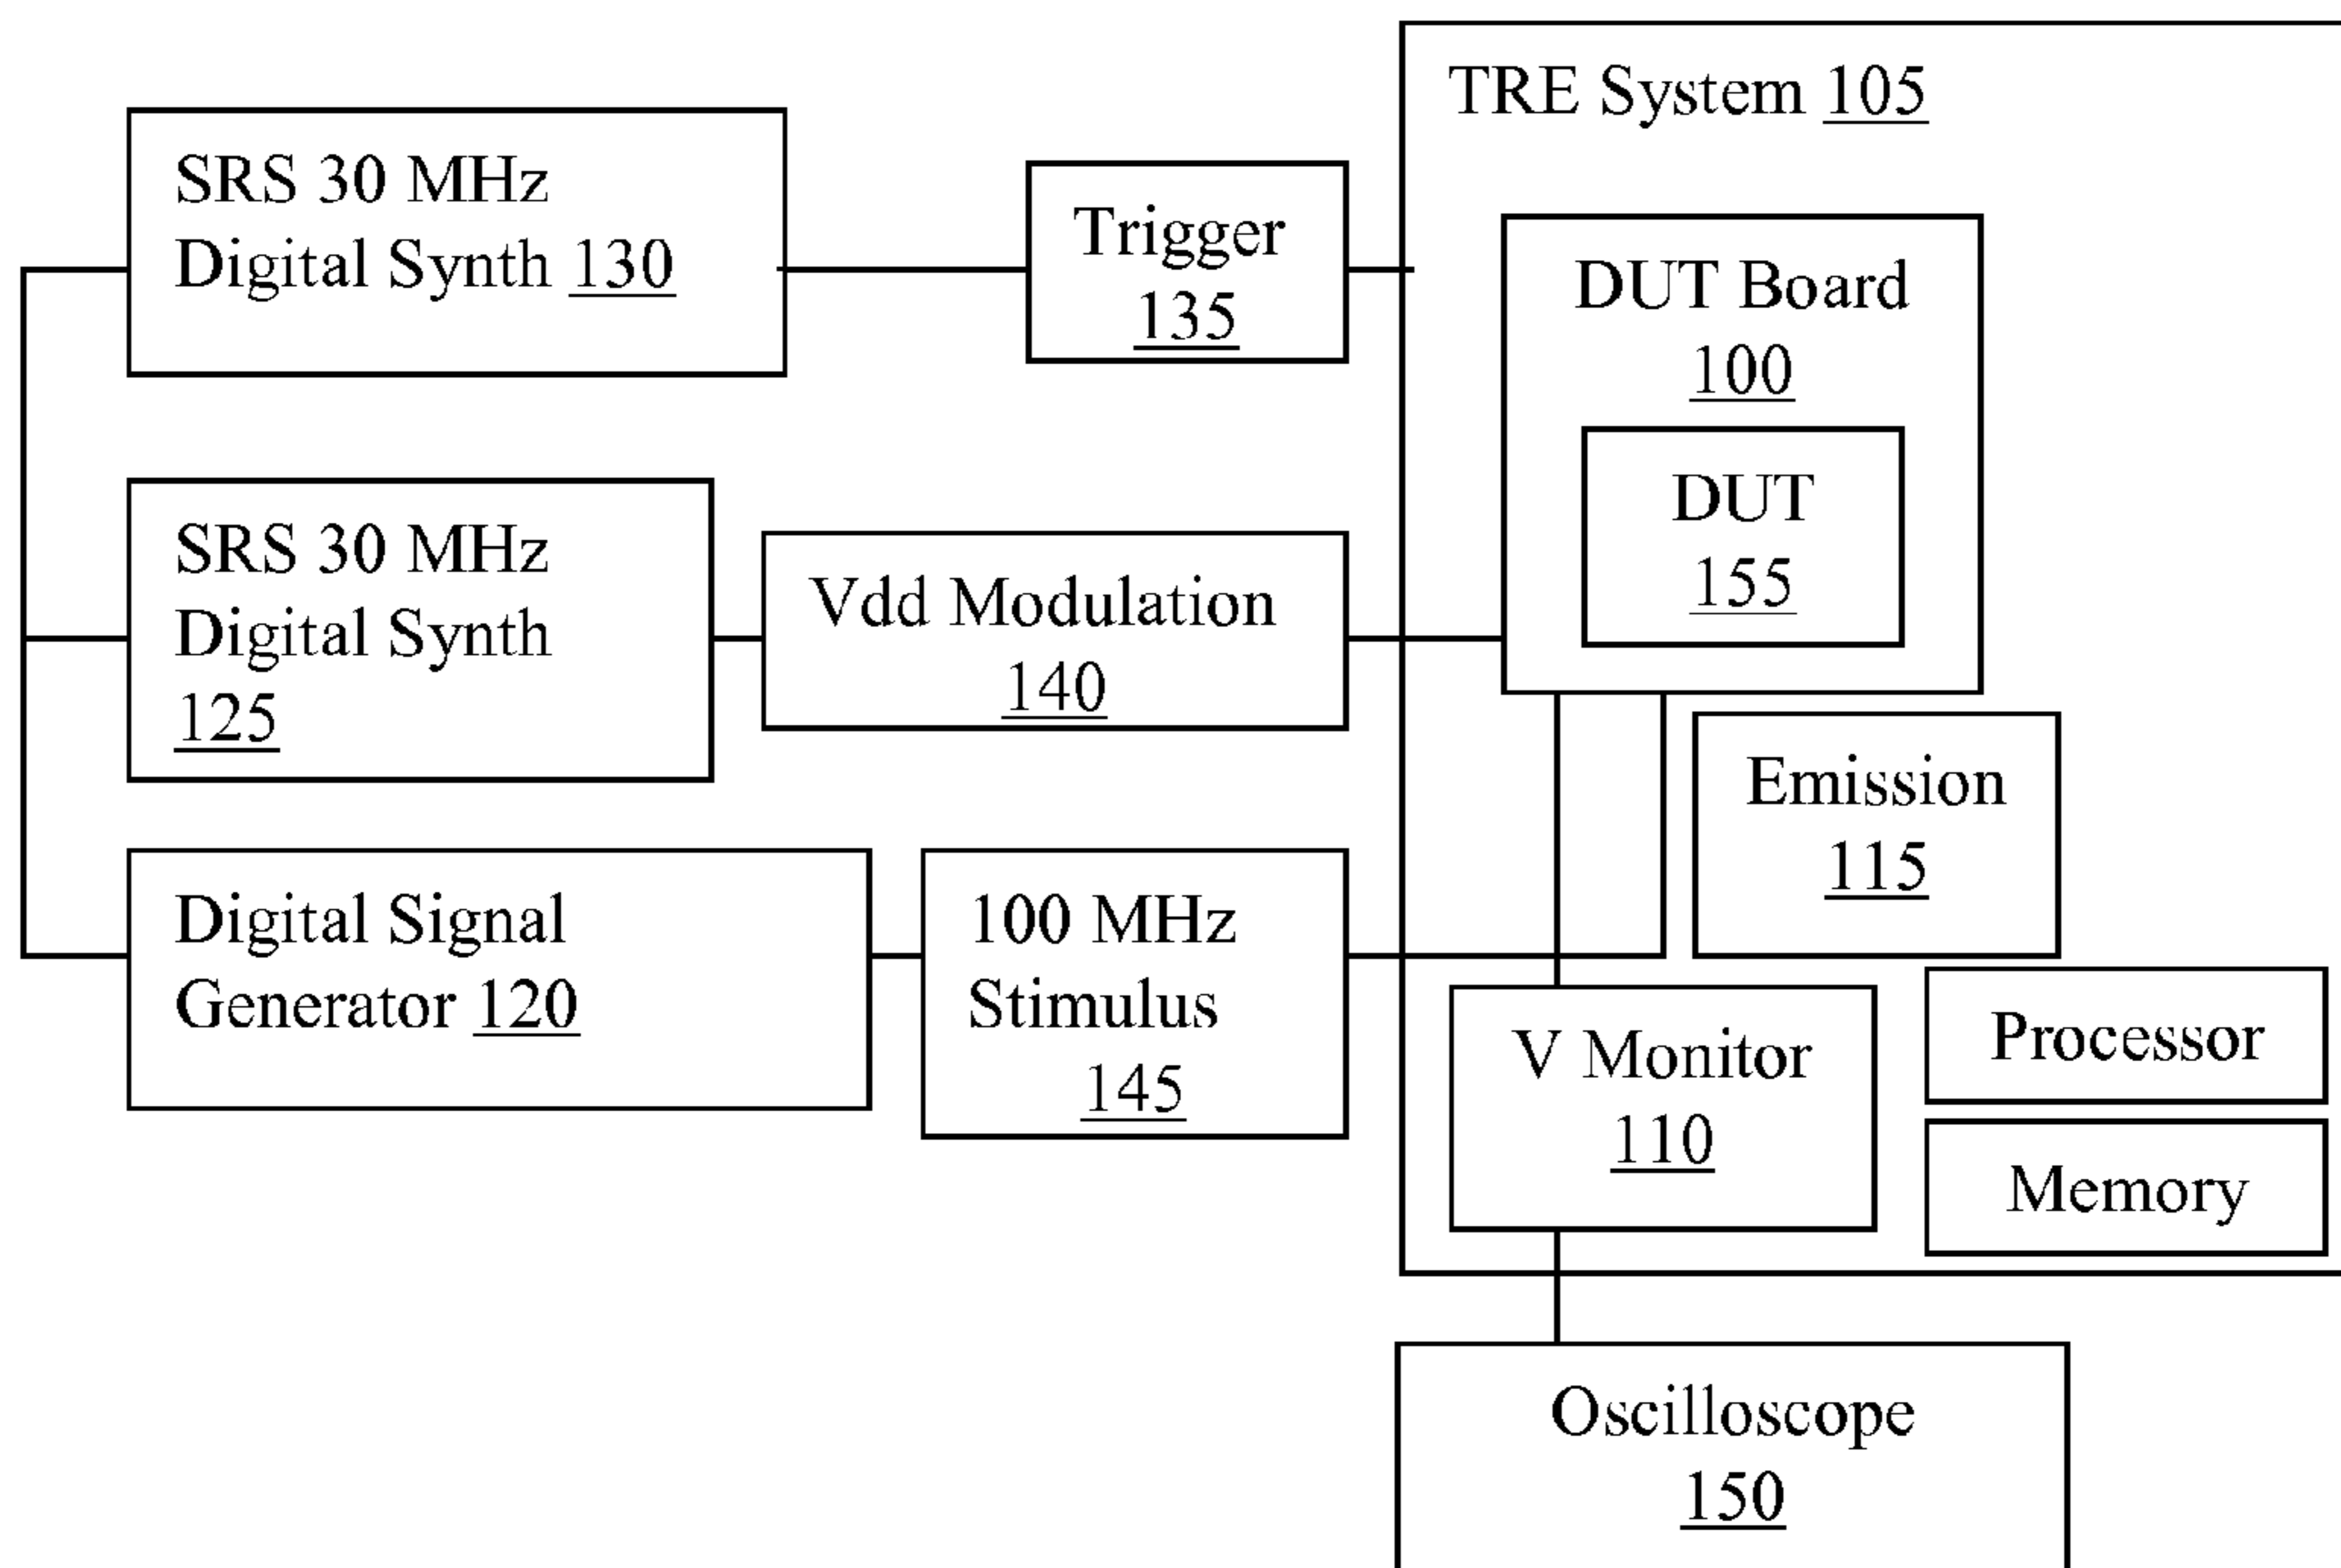 TRE System 105
SRS 30 MHz
Digital Synth 130
Trigger
135
DUT Board
100
DUT
155
SRS 30 MHz
Digital Synth
125
Vdd Modulation
140
Emission
115
Digital Signal
Generator 120
100 MHz
Stimulus
145
V Monitor
110
Processor
Memory
Oscilloscope
150